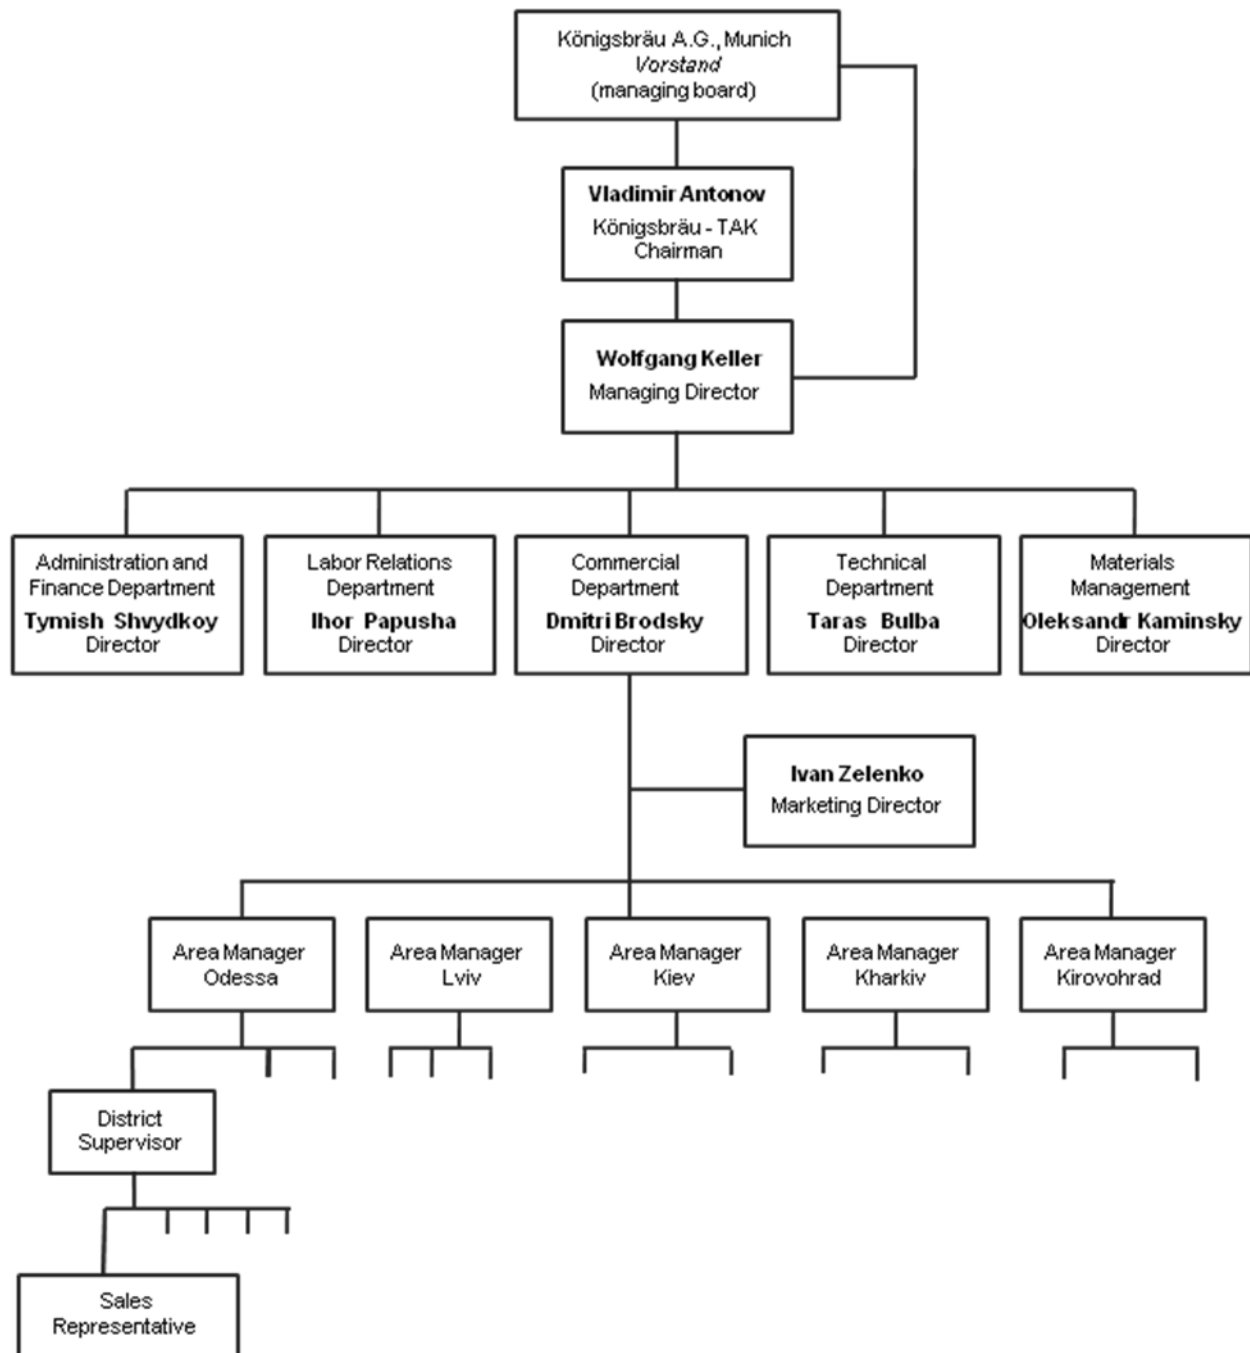 Königsbräu A.G., Munich
Vorstand
(managing board)
Vladimir Antonov
Königsbräu - TAK
Chairman
Wolfgang Keller
Managing Director
Administration and
Finance Department
Tymish Shvydkoy
Director
Labor Relations
Department
Ihor Papusha
Director
Commercial
Department
Dmitri Brodsky
Director
Technical
Department
Taras Bulba
Director
Materials
Management
Oleksandr Kaminsky
Director
Ivan Zelenko
Marketing Director
Area Manager
Odessa
Area Manager
Lviv
Area Manager
Kiev
Area Manager
Kharkiv
Area Manager
Kirovohrad
District
Supervisor
Sales
Representative